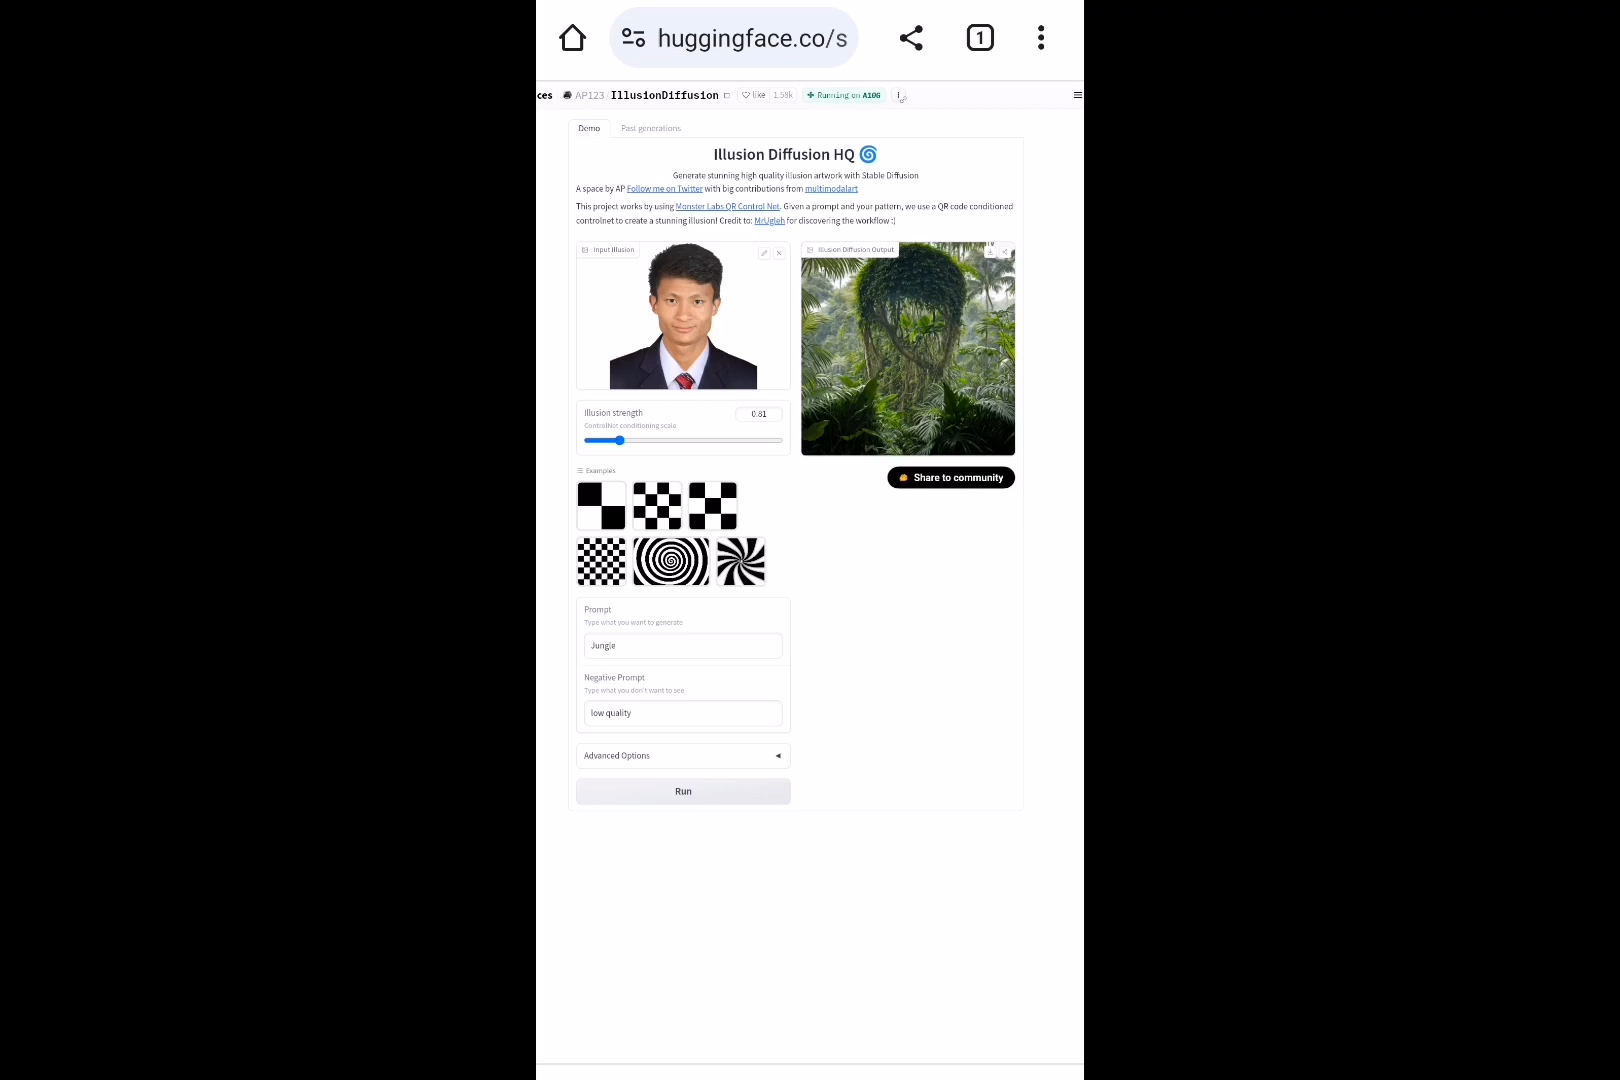 1
huggingface.co/s
ces AP123/IllusionDiffusion like 1.58k Running on A10G
Demo Past generations
Illusion Diffusion HQ 🌀
Generate stunning high quality illusion artwork with Stable Diffusion
A space by AP Follow me on Twitter with big contributions from multimodalart
This project works by using Monster Labs QR Control Net. Given a prompt and your pattern, we use a QR code conditioned
controlnet to create a stunning illusion! Credit to: MrUgleh for discovering the workflow :)
Input Illusion
Illusion Diffusion Output
Illusion strength 0.81
ControlNet conditioning scale
Examples
Share to community
Prompt
Type what you want to generate
Jungle
Negative Prompt
Type what you don't want to see
low quality
Advanced Options
Run